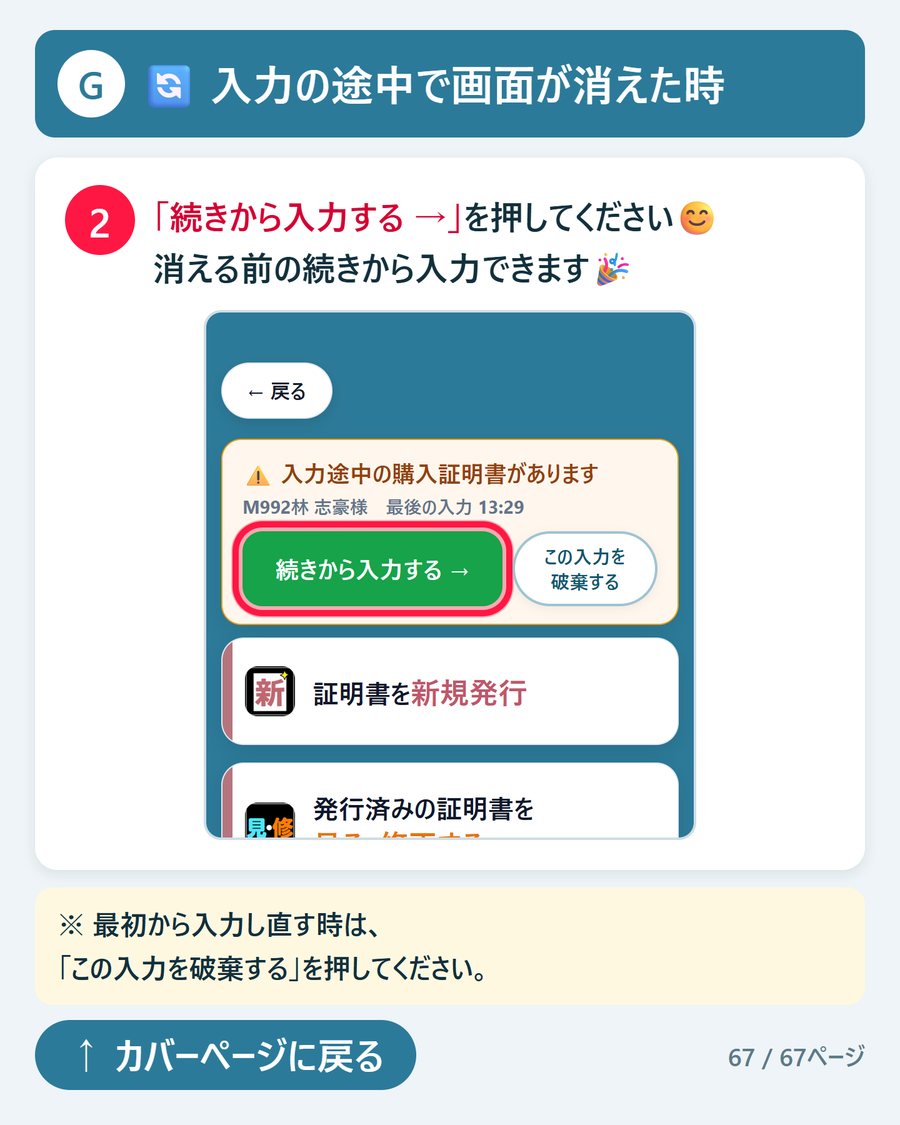 G 🔄 入力の途中で画面が消えた時
2 「続きから入力する →」を押してください😊
消える前の続きから入力できます🎉
← 戻る
⚠️ 入力途中の購入証明書があります
M992林 志豪様 最後の入力 13:29
続きから入力する →
この入力を
破棄する
新 証明書を新規発行
発行済みの証明書を
見・修
※ 最初から入力し直す時は、
「この入力を破棄する」を押してください。
↑ カバーページに戻る
67 / 67ページ